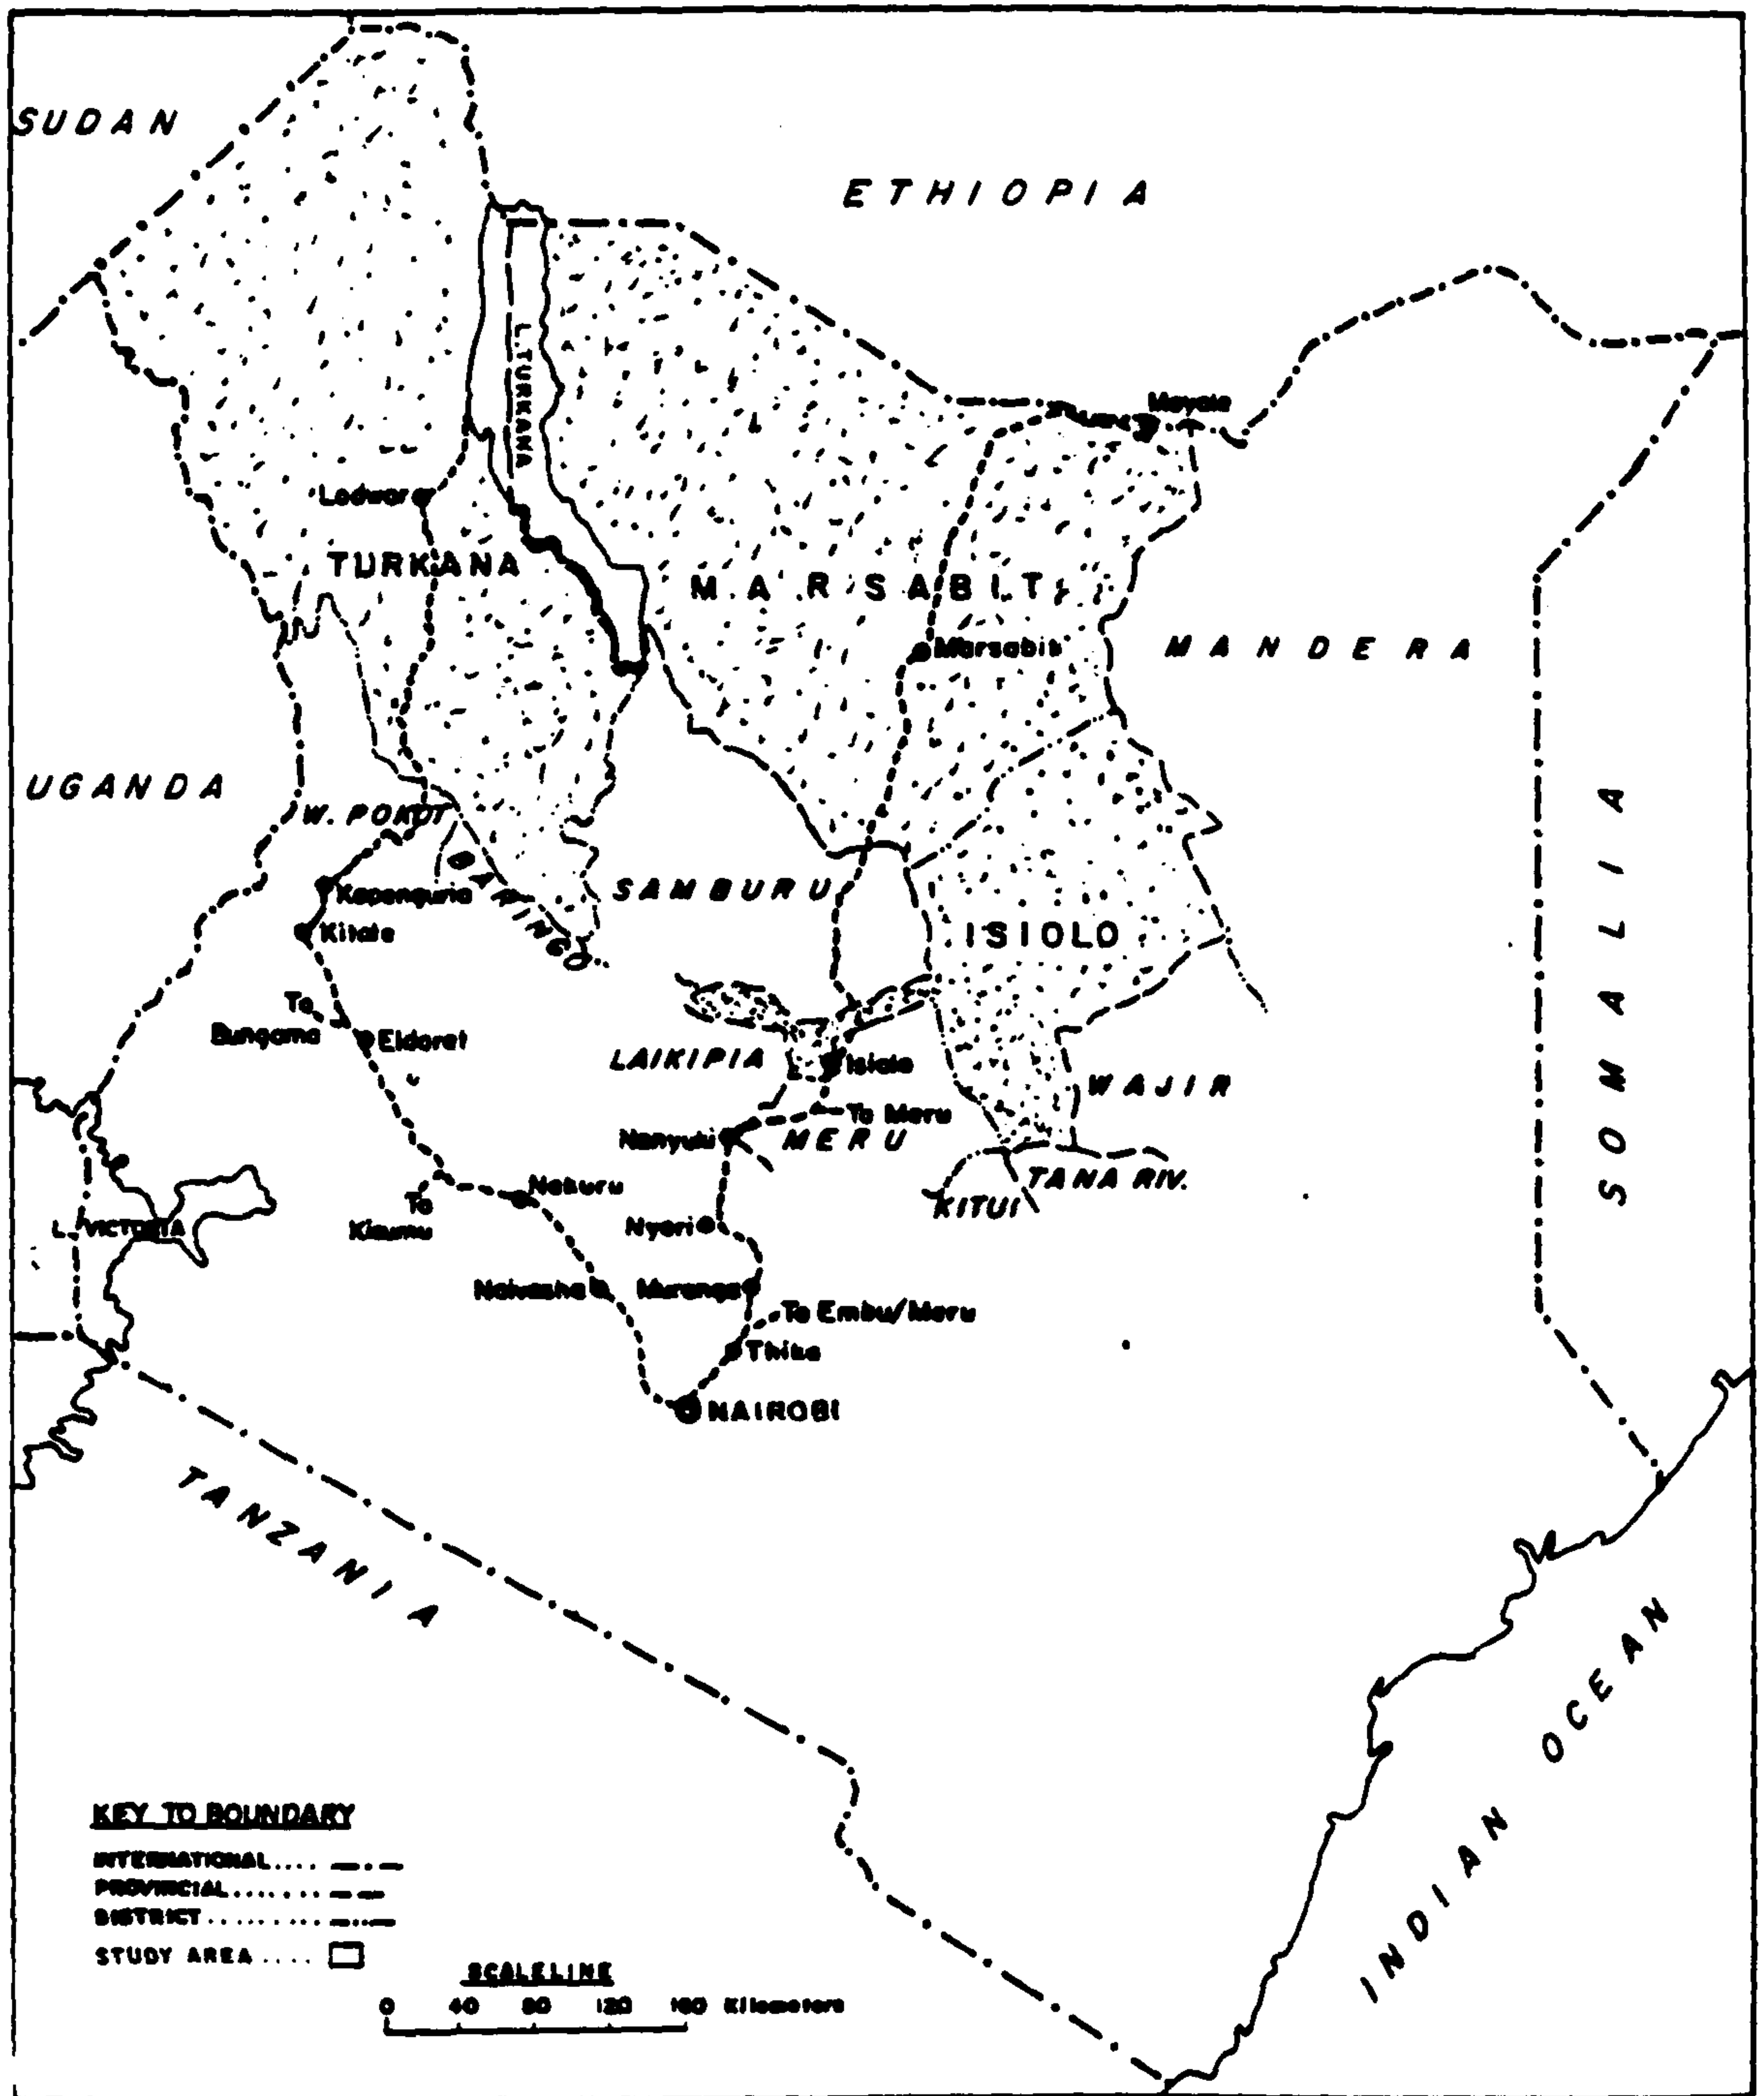 SUDAN
ETHIOPIA
L. TURKANA
Moyale
Lodwar
TURKANA
MARSABIT
Marsabit
MANDERA
UGANDA
W. POKOT
BARINGO
SAMBURU
Kapenguria
Kitale
ISIOLO
SOMALIA
To
Bungoma
Eldoret
LAIKIPIA
Isiolo
WAJIR
To Meru
Nanyuki
MERU
TANA RIV.
KITUI
Nakuru
To
Kisumu
Nyeri
L. VICTORIA
Naivasha
Muranga
To Embu/Meru
Thika
NAIROBI
TANZANIA
INDIAN OCEAN
KEY TO BOUNDARY
INTERNATIONAL....
PROVINCIAL.......
DISTRICT..........
STUDY AREA....
SCALELINE
0 40 80 120 160 Kilometers